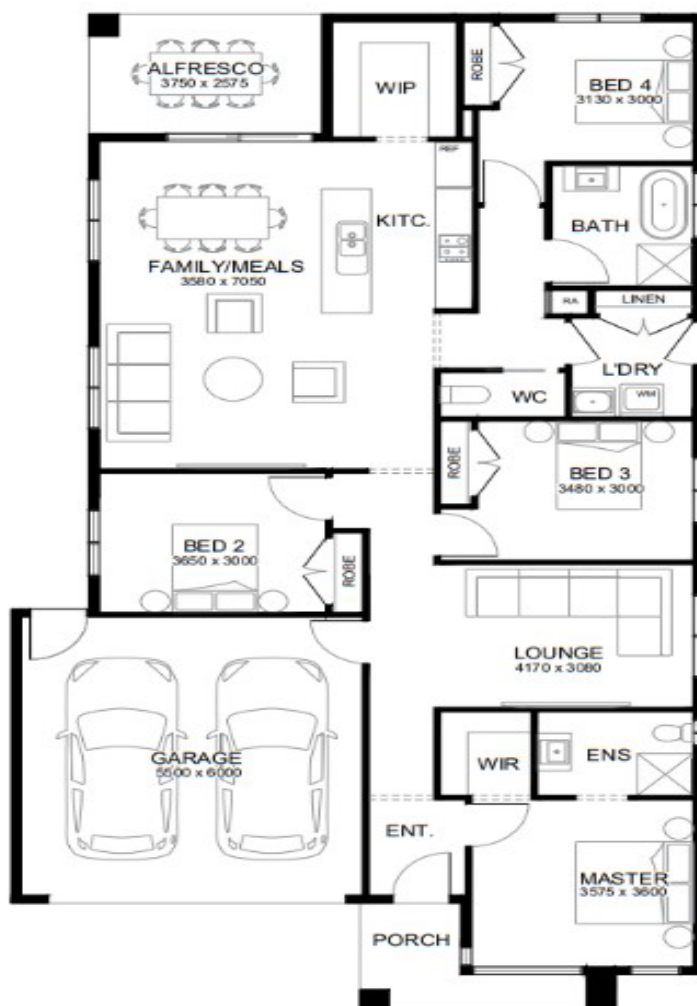 ALFRESCO
3750 x 2575
WIP
ROBE
BED 4
3130 x 3000
REF
KITC.
BATH
FAMILY/MEALS
3580 x 7050
RA
LINEN
L'DRY
WM
WC
ROBE
BED 3
3480 x 3000
BED 2
3650 x 3000
ROBE
LOUNGE
4170 x 3080
GARAGE
5500 x 6000
WIR
ENS
ENT.
MASTER
3575 x 3600
PORCH